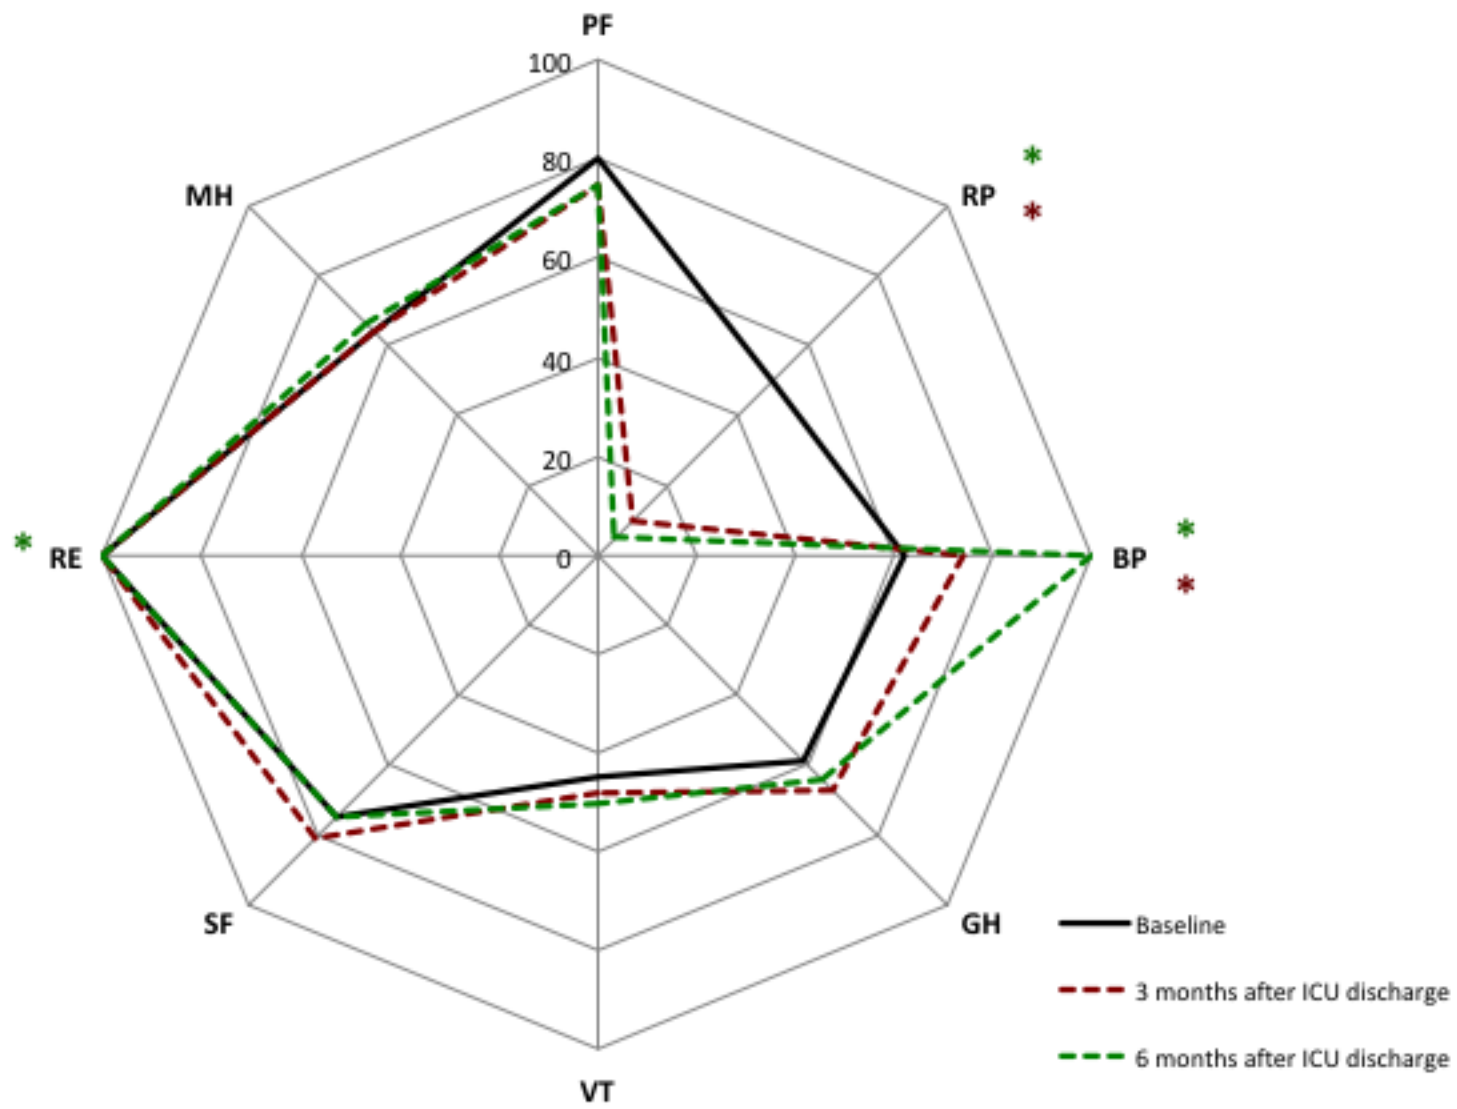 PF
100
80
60
40
20
0
MH
RP
*
*
RE
*
BP
*
*
SF
GH
VT
Baseline
3 months after ICU discharge
6 months after ICU discharge